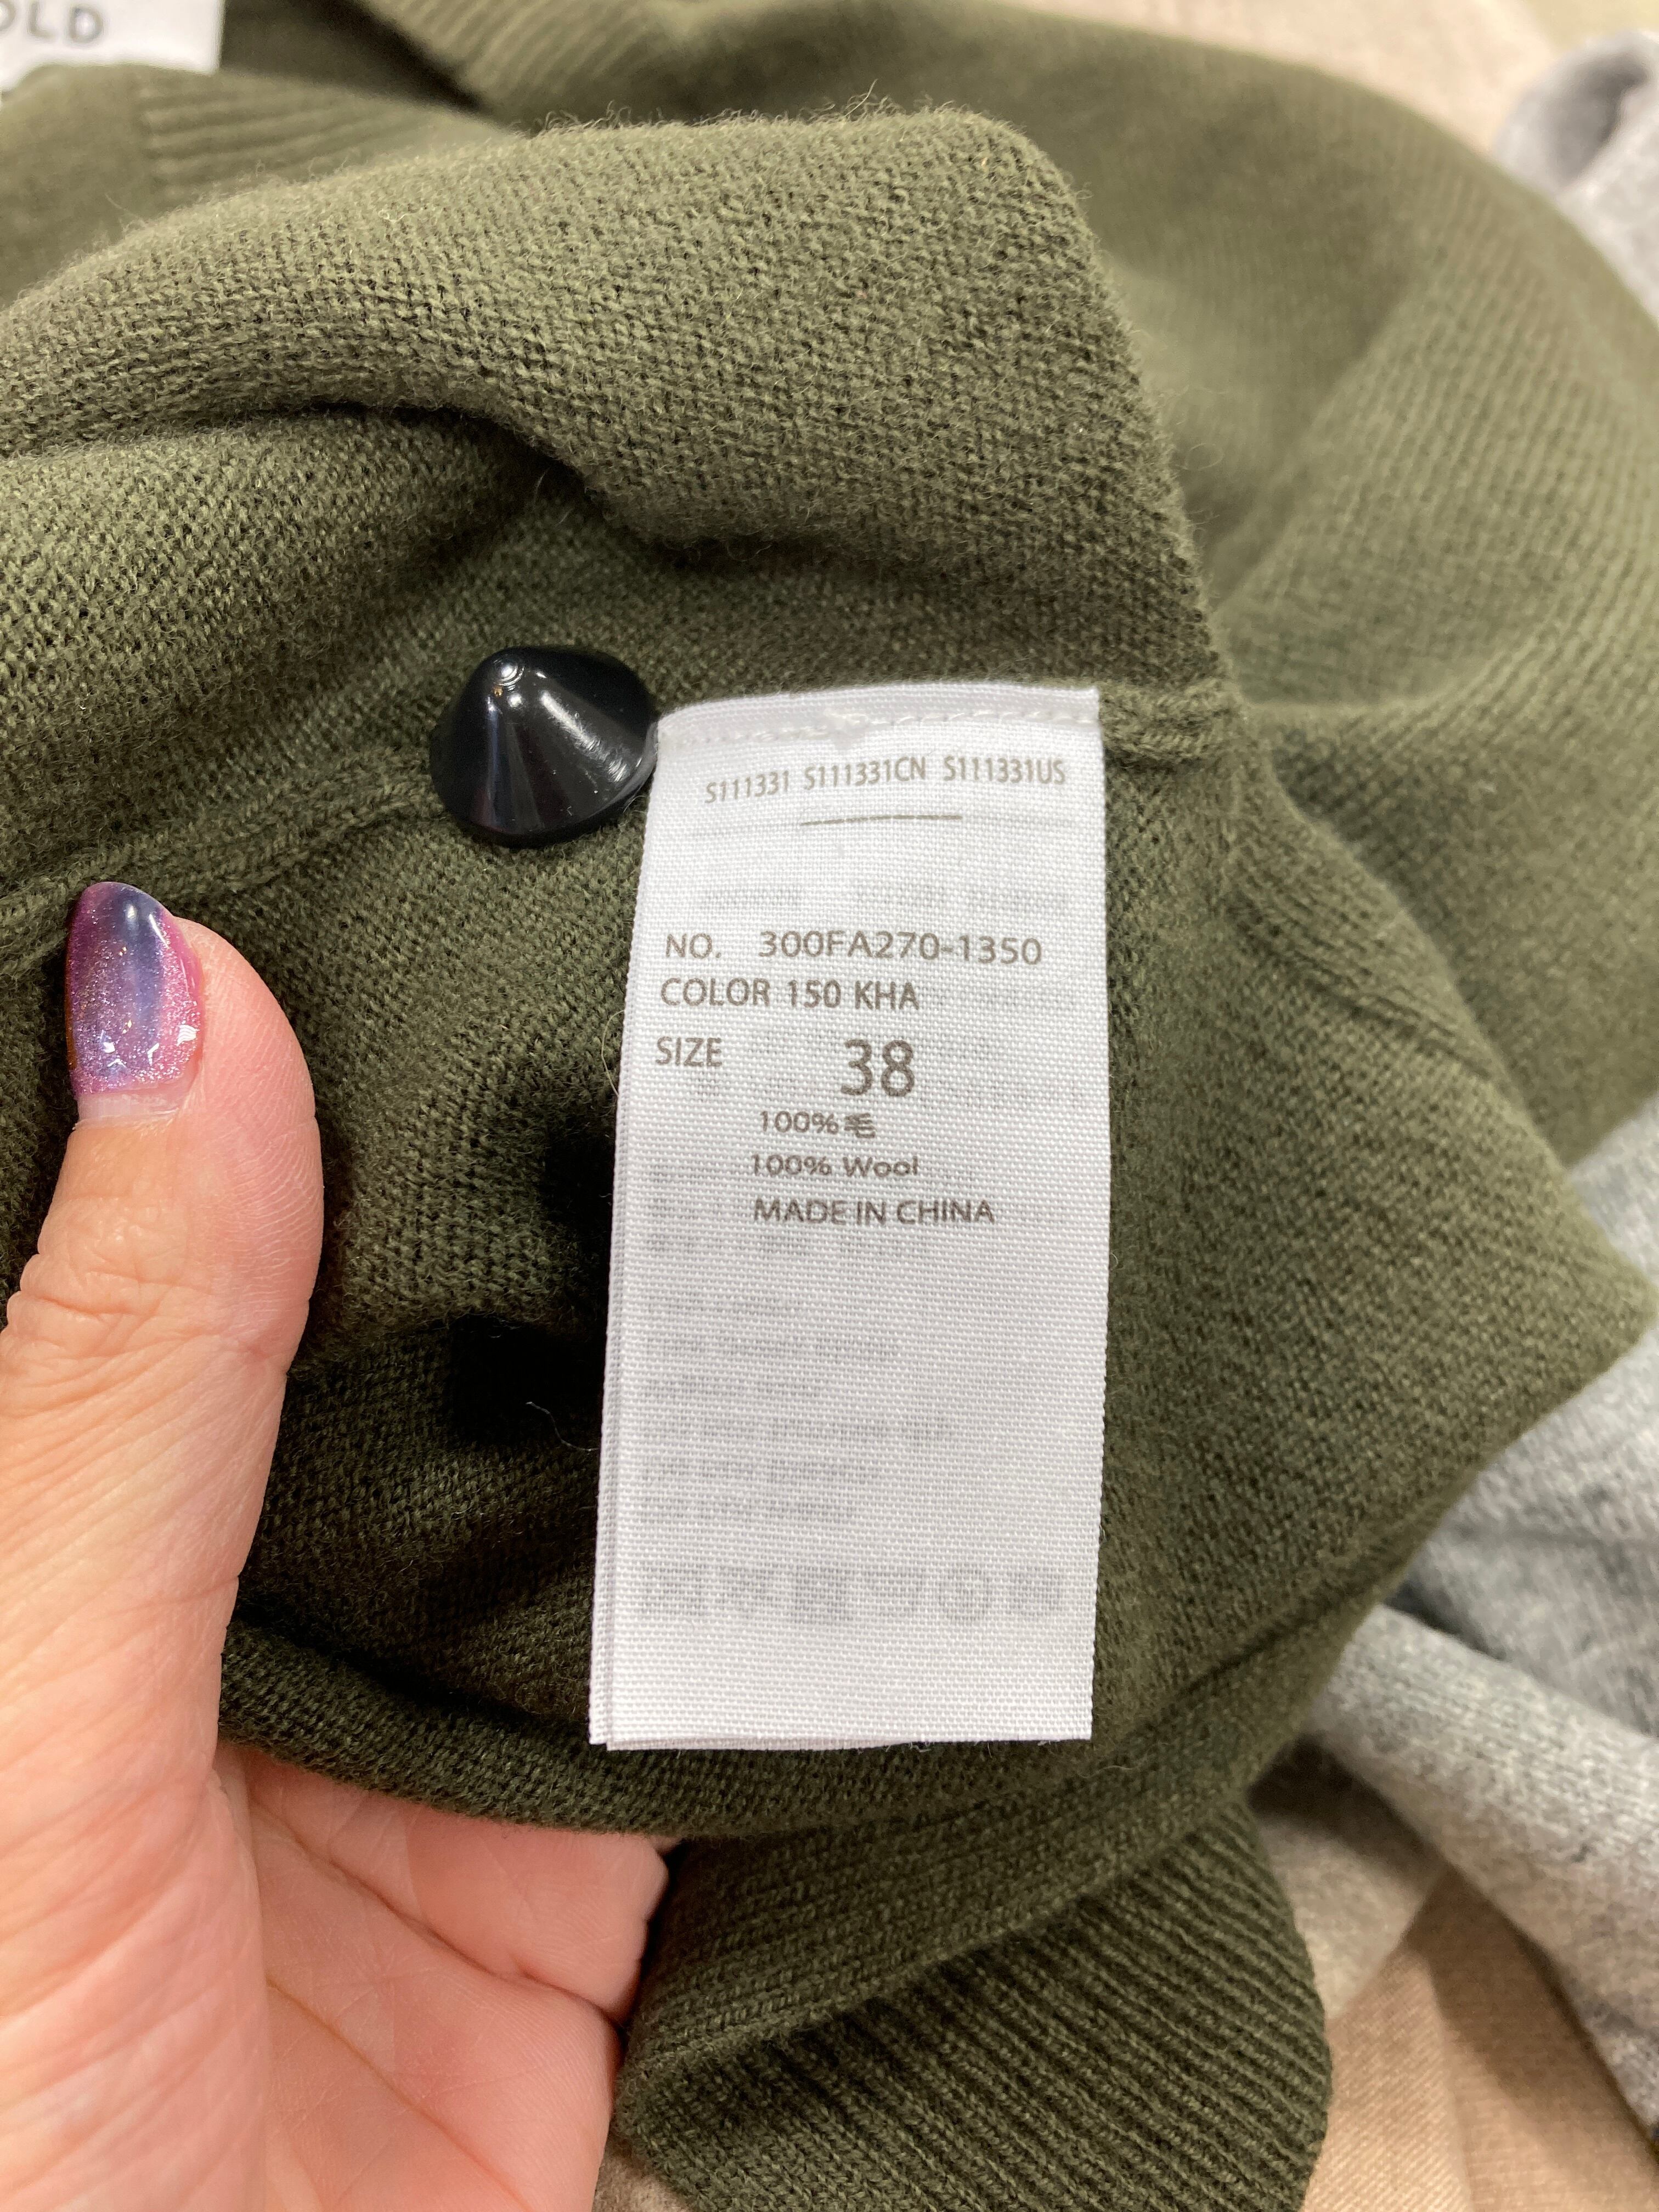 OLD
S111331 S111331CN S111331US
NO. 300FA270-1350
COLOR 150 KHA
SIZE 38
100%毛
100% Wool
MADE IN CHINA